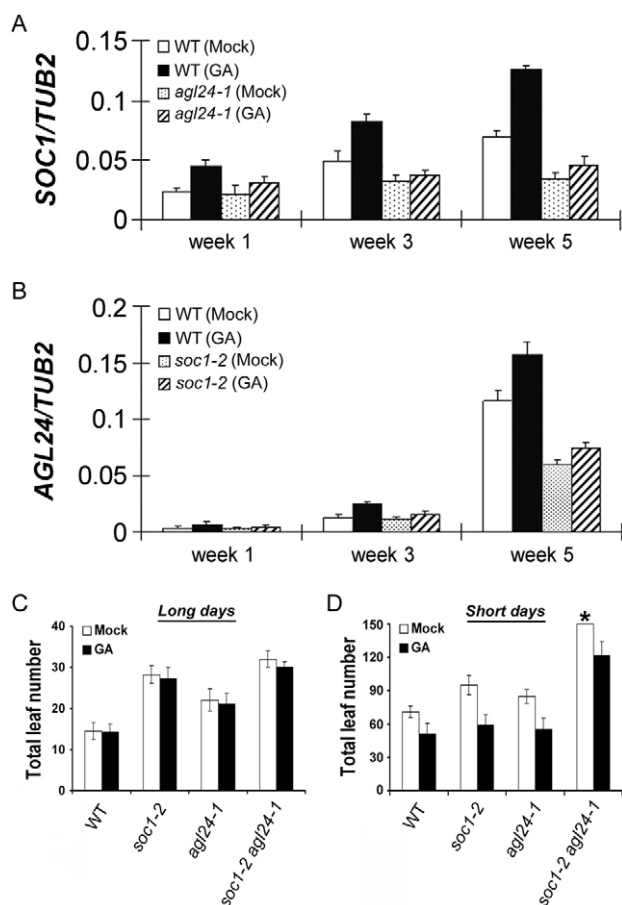 A
SOC1/TUB2
0.15
0.1
0.05
0
WT (Mock)
WT (GA)
agl24-1 (Mock)
agl24-1 (GA)
week 1
week 3
week 5
B
AGL24/TUB2
0.2
0.15
0.1
0.05
0
WT (Mock)
WT (GA)
soc1-2 (Mock)
soc1-2 (GA)
week 1
week 3
week 5
C
Long days
Total leaf number
40
30
20
10
0
Mock
GA
WT
soc1-2
agl24-1
soc1-2 agl24-1
D
Short days
Total leaf number
150
120
90
60
30
0
Mock
GA
*
WT
soc1-2
agl24-1
soc1-2 agl24-1